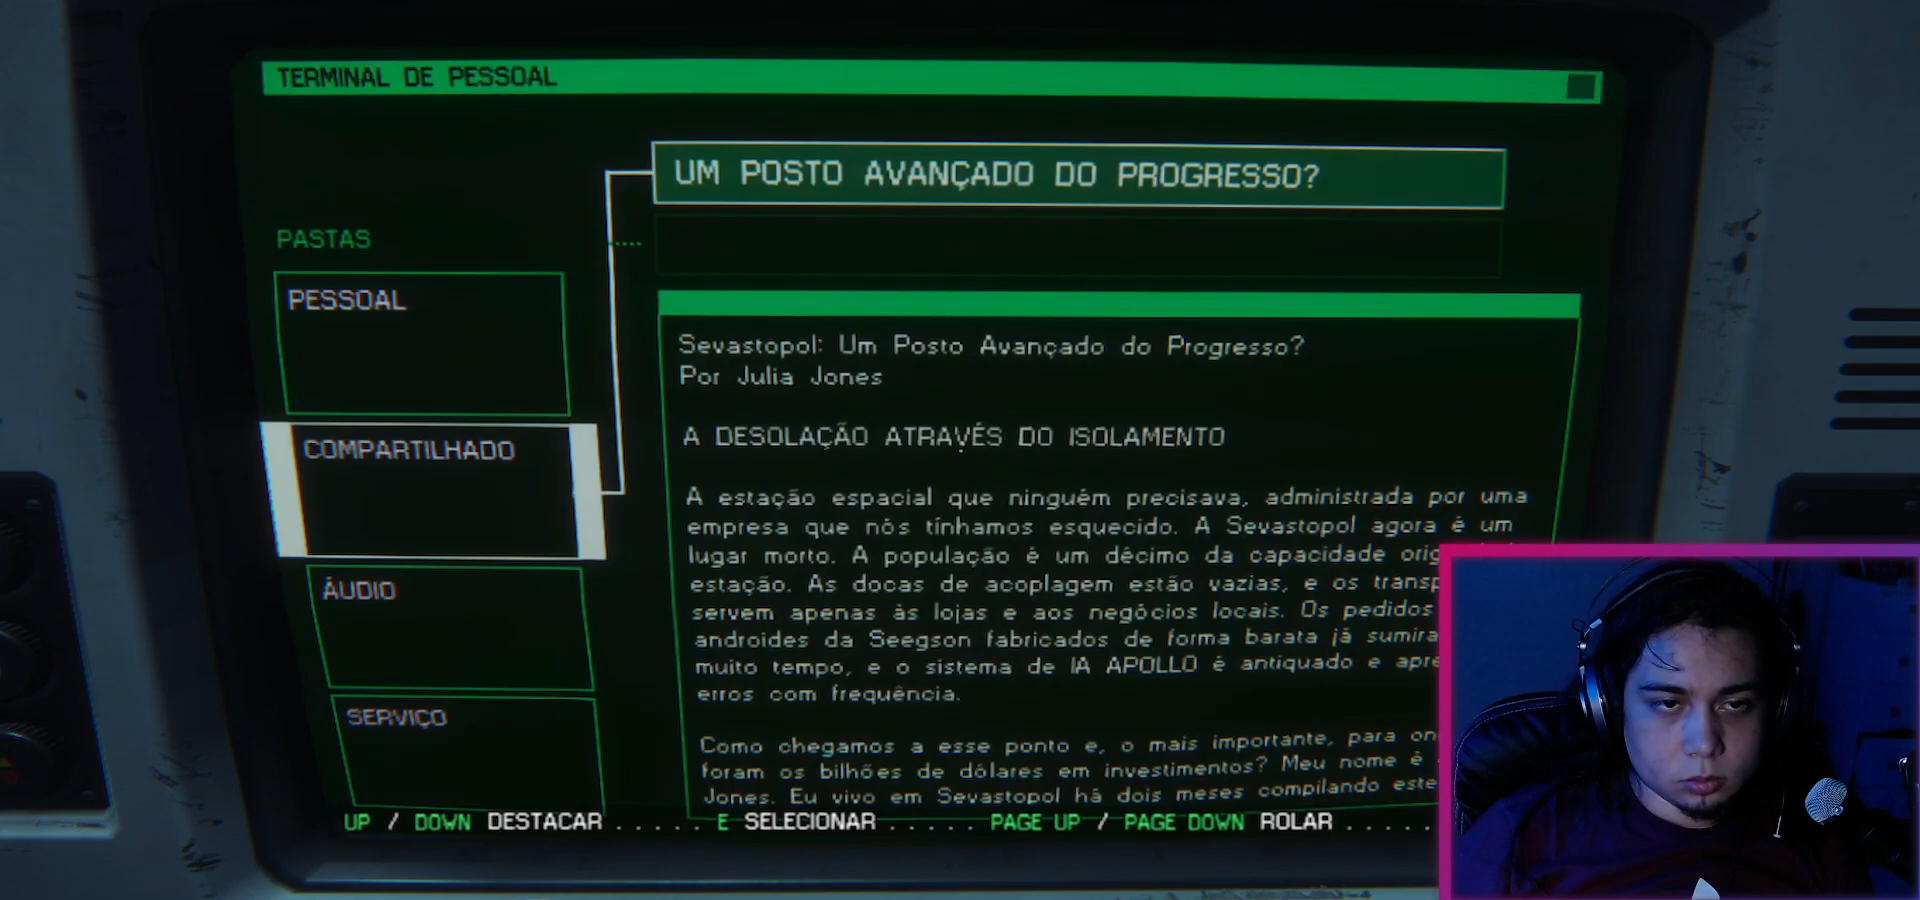 TERMINAL DE PESSOAL
UM POSTO AVANÇADO DO PROGRESSO?
PASTAS
PESSOAL
COMPARTILHADO
ÁUDIO
SERVIÇO
Sevastopol: Um Posto Avançado do Progresso?
Por Julia Jones
A DESOLAÇÃO ATRAVÉS DO ISOLAMENTO
A estação espacial que ninguém precisava, administrada por uma
empresa que nós tínhamos esquecido. A Sevastopol agora é um
lugar morto. A população é um décimo da capacidade
estação. As docas de acoplagem estão vazias, e os
servem apenas às lojas e aos negócios locais. Os pedidos
androides da Seegson fabricados de forma barata já
muito tempo, e o sistema de IA APOLLO é antiquado e
erros com frequência.
Como chegamos a esse ponto e, o mais importante, para
foram os bilhões de dólares em investimentos? Meu nome é
Jones. Eu vivo em Sevastopol há dois meses compilando este
UP / DOWN DESTACAR ..... E SELECIONAR ..... PAGE UP / PAGE DOWN ROLAR .....